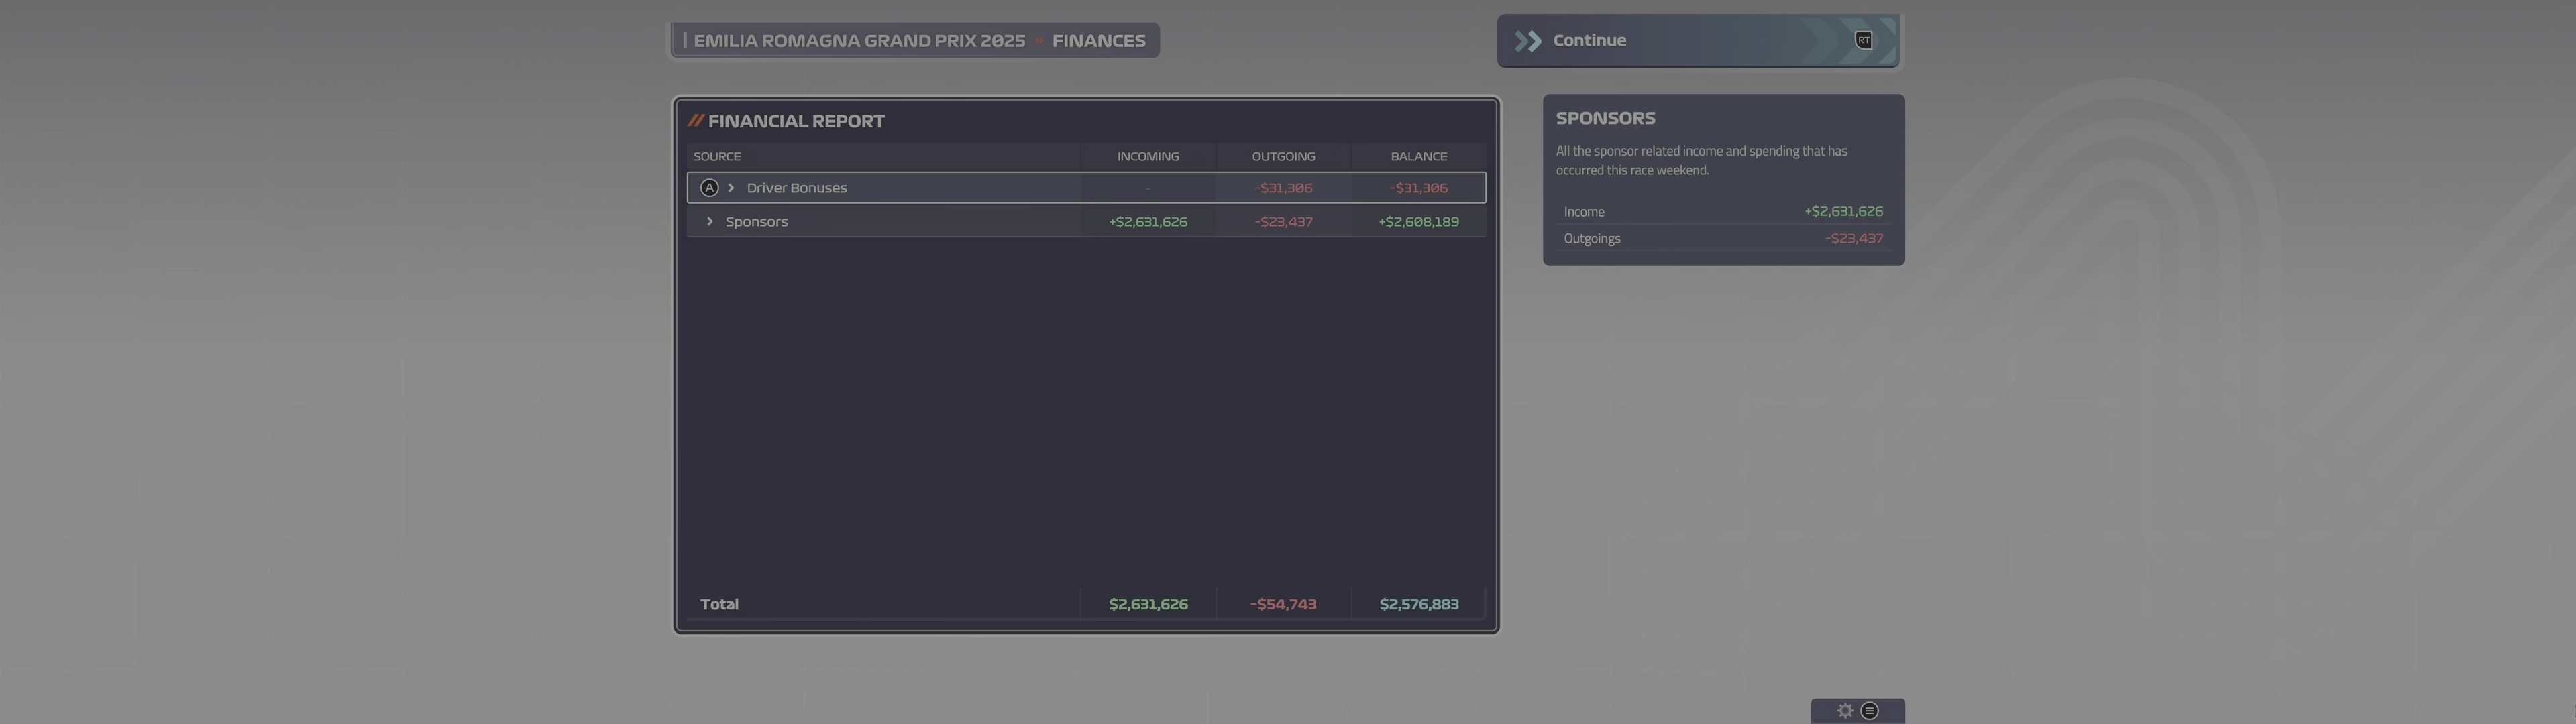 EMILIA ROMAGNA GRAND PRIX 2025 » FINANCES
Continue
RT
// FINANCIAL REPORT
SOURCE INCOMING OUTGOING BALANCE
A > Driver Bonuses - -$31,306 -$31,306
> Sponsors +$2,631,626 -$23,437 +$2,608,189
Total $2,631,626 -$54,743 $2,576,883
SPONSORS
All the sponsor related income and spending that has
occurred this race weekend.
Income +$2,631,626
Outgoings -$23,437